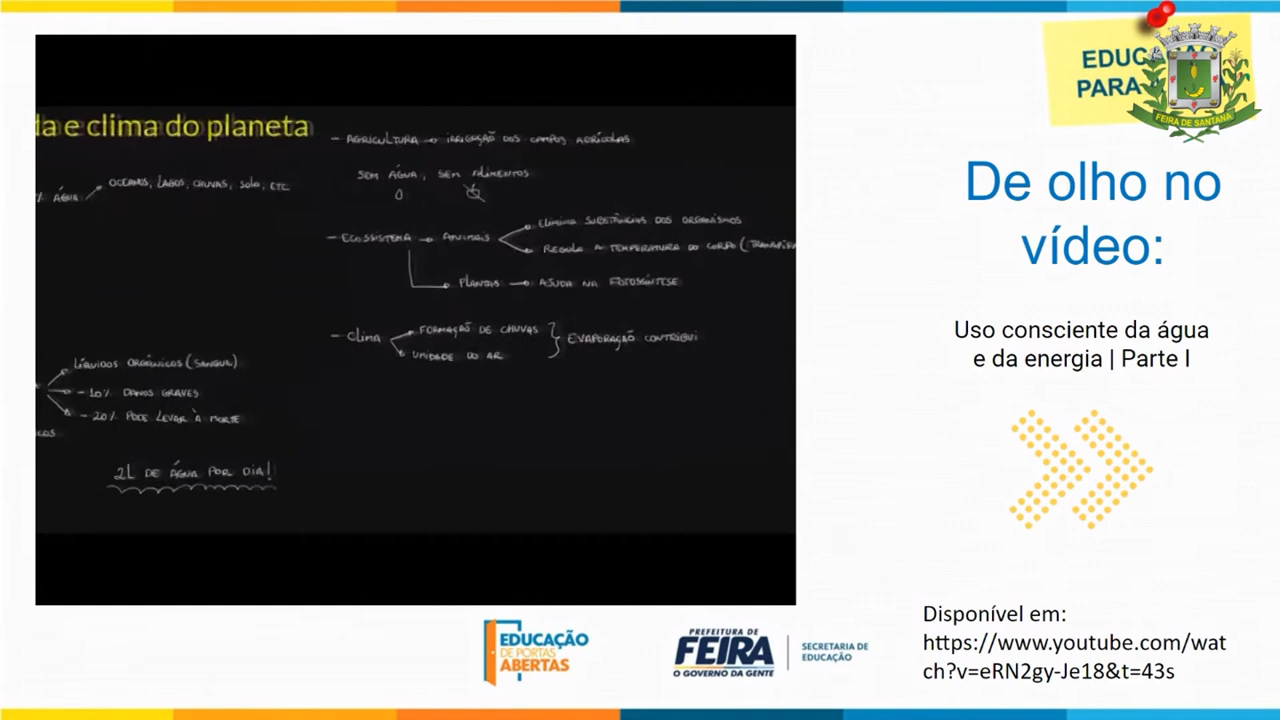 da e clima do planeta
% ÁGUA OCEANOS, LAGOS, CHUVAS, SOLO, ETC
LÍQUIDOS ORGÂNICOS (SANGUE)
- 10% DANOS GRAVES
- 20% PODE LEVAR À MORTE
COS
2L DE ÁGUA POR DIA!
- AGRICULTURA IRRIGAÇÃO DOS CAMPOS AGRÍCOLAS
SEM ÁGUA, SEM ALIMENTOS
- ECOSSISTEMA ANIMAIS
ELIMINA SUBSTÂNCIAS DOS ORGANISMOS
REGULA A TEMPERATURA DO CORPO (TRANSPIRA
PLANTAS AJUDA NA FOTOSSÍNTESE
- CLIMA
FORMAÇÃO DE CHUVAS
UMIDADE DO AR
EVAPORAÇÃO CONTRIBUI
PARA
FEIRA DE SANTANA
De olho no
vídeo:
Uso consciente da água
e da energia | Parte I
Disponível em:
https://www.youtube.com/wat
ch?v=eRN2gy-Je18&t=43s
EDUCAÇÃO
DE PORTAS
ABERTAS
PREFEITURA DE
FEIRA
O GOVERNO DA GENTE
SECRETARIA DE
EDUCAÇÃO